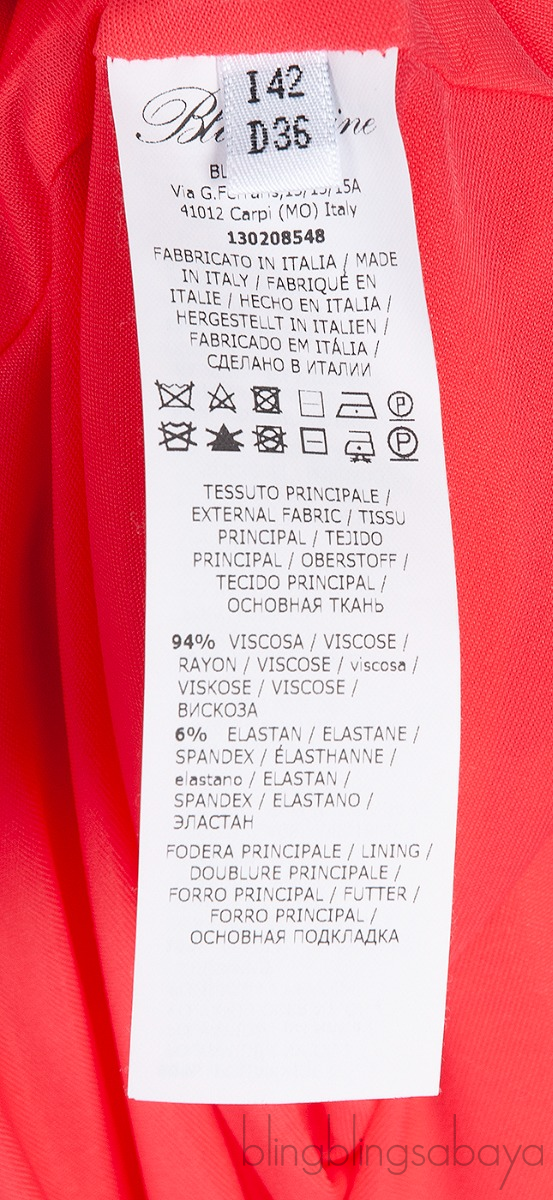 I 42
D36
41012 Carpi (MO) Italy
130208548
FABBRICATO IN ITALIA / MADE
IN ITALY / FABRIQUÉ EN
ITALIE / HECHO EN ITALIA /
HERGESTELLT IN ITALIEN /
FABRICADO EM ITÁLIA /
СДЕЛАНО В ИТАЛИИ
P
P
TESSUTO PRINCIPALE /
EXTERNAL FABRIC / TISSU
PRINCIPAL / TEJIDO
PRINCIPAL / OBERSTOFF /
TECIDO PRINCIPAL /
ОСНОВНАЯ ТКАНЬ
94% VISCOSA / VISCOSE /
RAYON / VISCOSE / viscosa /
VISKOSE / VISCOSE /
ВИСКОЗА
6% ELASTAN / ELASTANE /
SPANDEX / ÉLASTHANNE /
elastano / ELASTAN /
SPANDEX / ELASTANO /
ЭЛАСТАН
FODERA PRINCIPALE / LINING /
DOUBLURE PRINCIPALE /
FORRO PRINCIPAL / FUTTER /
FORRO PRINCIPAL /
ОСНОВНАЯ ПОДКЛАДКА
blingblingsabaya